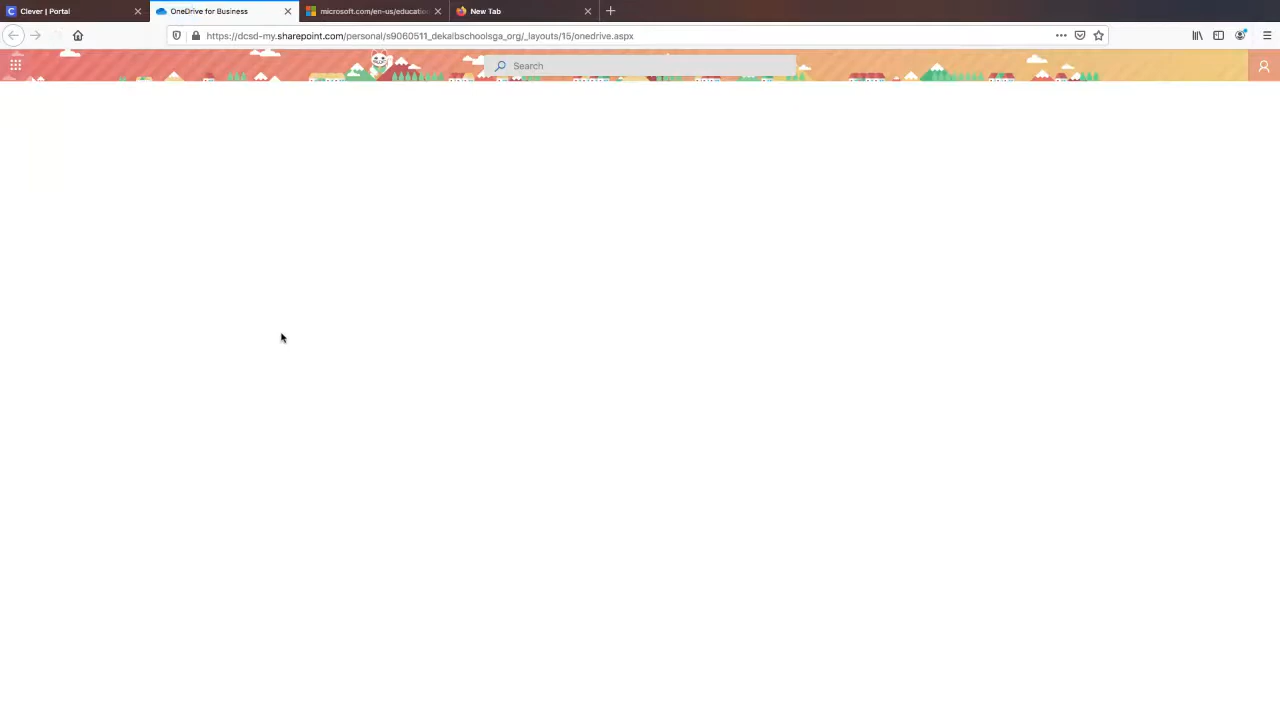 Clever | Portal
OneDrive for Business
microsoft.com/en-us/educatio
New Tab
https://dcsd-my.sharepoint.com/personal/s9060511_dekalbschoolsga_org/_layouts/15/onedrive.aspx
Search